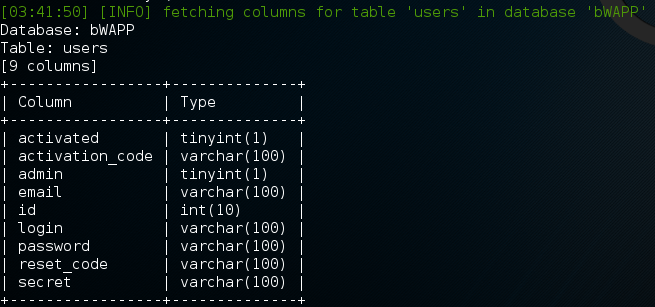 [03:41:50] [INFO] fetching columns for table 'users' in database 'bWAPP'
Database: bWAPP
Table: users
[9 columns]
+-----------------+--------------+
| Column          | Type         |
+-----------------+--------------+
| activated       | tinyint(1)   |
| activation_code | varchar(100) |
| admin           | tinyint(1)   |
| email           | varchar(100) |
| id              | int(10)      |
| login           | varchar(100) |
| password        | varchar(100) |
| reset_code      | varchar(100) |
| secret          | varchar(100) |
+-----------------+--------------+